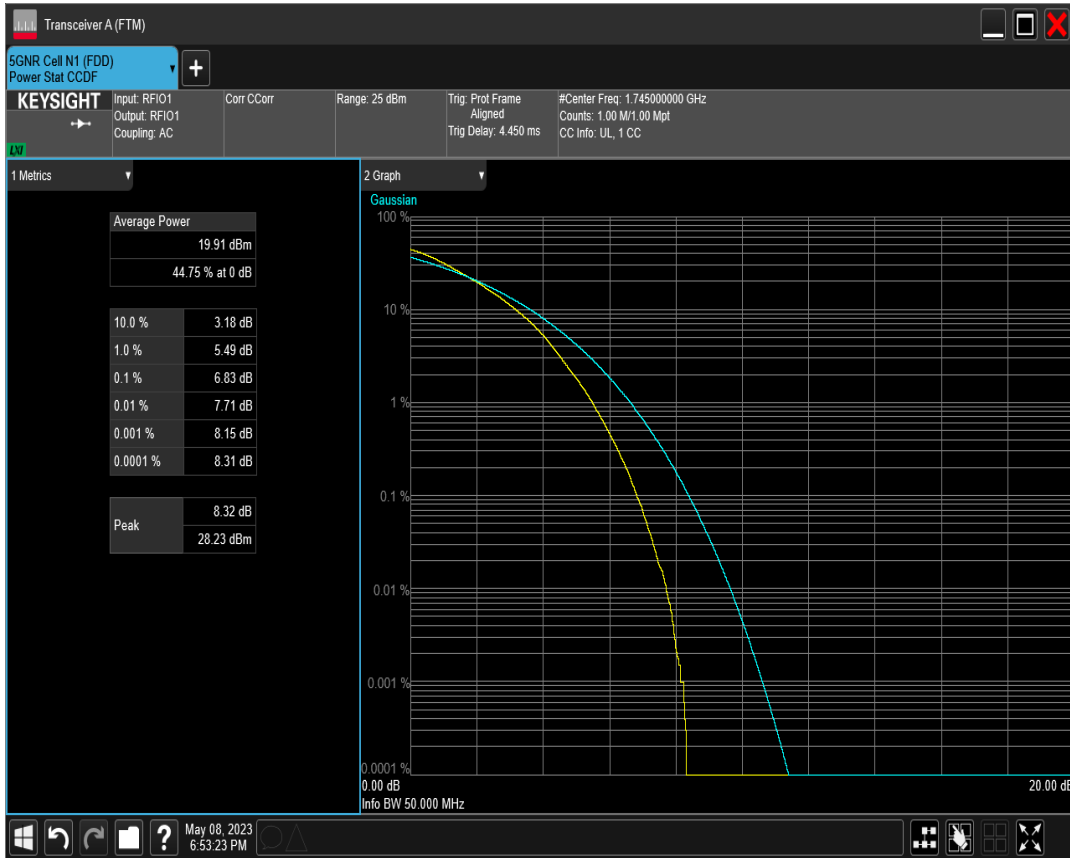 Transceiver A (FTM)
5GNR Cell N1 (FDD)
Power Stat CCDF
KEYSIGHT
LXI
Input: RFIO1
Output: RFIO1
Coupling: AC
Corr CCorr
Range: 25 dBm
Trig: Prot Frame
Aligned
Trig Delay: 4.450 ms
#Center Freq: 1.745000000 GHz
Counts: 1.00 M/1.00 Mpt
CC Info: UL, 1 CC
1 Metrics
Average Power
19.91 dBm
44.75 % at 0 dB
10.0 % 3.18 dB
1.0 % 5.49 dB
0.1 % 6.83 dB
0.01 % 7.71 dB
0.001 % 8.15 dB
0.0001 % 8.31 dB
Peak
8.32 dB
28.23 dBm
2 Graph
Gaussian
100 %
10 %
1 %
0.1 %
0.01 %
0.001 %
0.0001 %
0.00 dB 20.00 dB
Info BW 50.000 MHz
May 08, 2023
6:53:23 PM